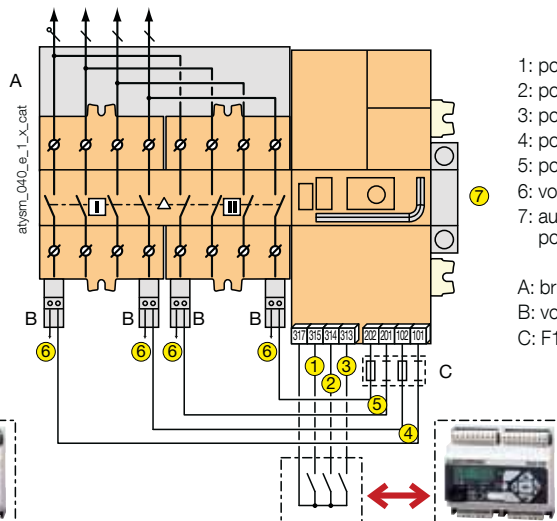 A
atysm_040_e_1_x_cat
I
II
7
B
B
B
B
6
6
6
6
317
315
314
313
202
201
102
101
1
2
3
C
5
4
1: po
2: po
3: po
4: po
5: po
6: vo
7: au
po
A: br
B: vo
C: F1